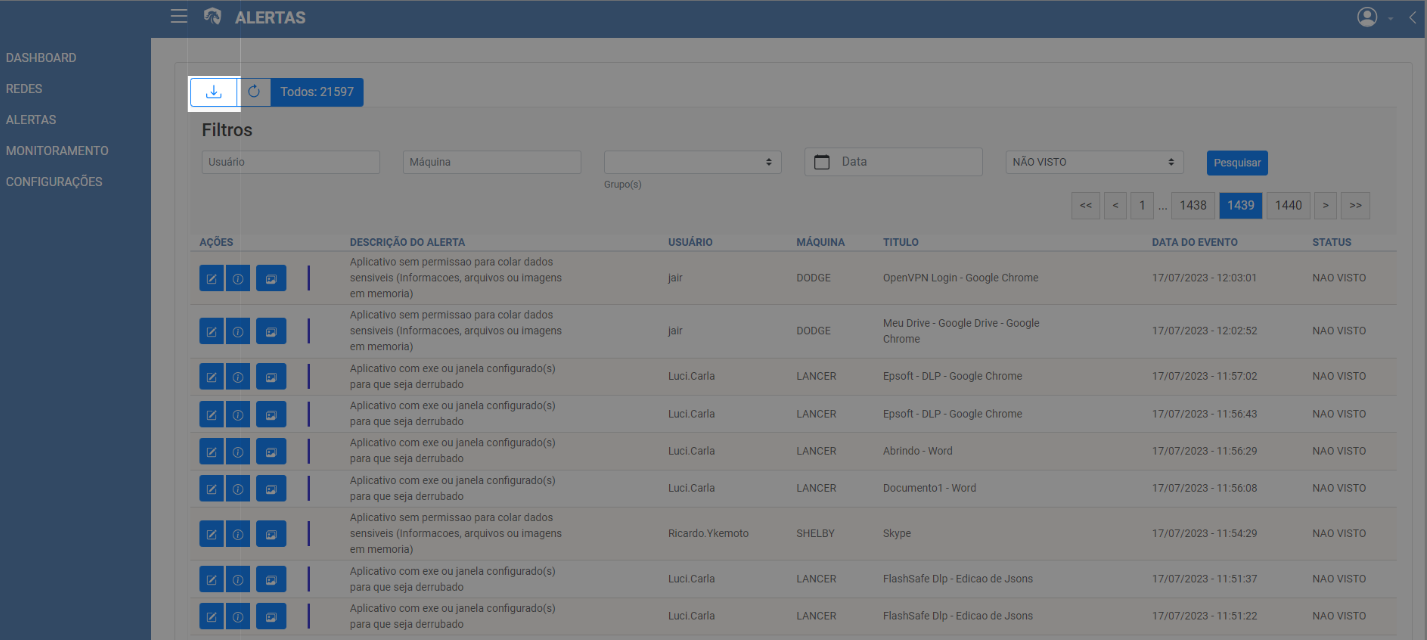 ALERTAS
DASHBOARD
REDES
ALERTAS
MONITORAMENTO
CONFIGURAÇÕES
Todos: 21597
Filtros
Usuário Máquina Data NÃO VISTO Pesquisar
Grupo(s)
<< < 1 ... 1438 1439 1440 > >>
AÇÕES DESCRIÇÃO DO ALERTA USUÁRIO MÁQUINA TITULO DATA DO EVENTO STATUS
Aplicativo sem permissao para colar dados
sensiveis (Informacoes, arquivos ou imagens jair DODGE OpenVPN Login - Google Chrome 17/07/2023 - 12:03:01 NAO VISTO
em memoria)
Aplicativo sem permissao para colar dados
sensiveis (Informacoes, arquivos ou imagens jair DODGE Meu Drive - Google Drive - Google 17/07/2023 - 12:02:52 NAO VISTO
em memoria) Chrome
Aplicativo com exe ou janela configurado(s) Luci.Carla LANCER Epsoft - DLP - Google Chrome 17/07/2023 - 11:57:02 NAO VISTO
para que seja derrubado
Aplicativo com exe ou janela configurado(s) Luci.Carla LANCER Epsoft - DLP - Google Chrome 17/07/2023 - 11:56:43 NAO VISTO
para que seja derrubado
Aplicativo com exe ou janela configurado(s) Luci.Carla LANCER Abrindo - Word 17/07/2023 - 11:56:29 NAO VISTO
para que seja derrubado
Aplicativo com exe ou janela configurado(s) Luci.Carla LANCER Documento1 - Word 17/07/2023 - 11:56:08 NAO VISTO
para que seja derrubado
Aplicativo sem permissao para colar dados
sensiveis (Informacoes, arquivos ou imagens Ricardo.Ykemoto SHELBY Skype 17/07/2023 - 11:54:29 NAO VISTO
em memoria)
Aplicativo com exe ou janela configurado(s) Luci.Carla LANCER FlashSafe Dlp - Edicao de Jsons 17/07/2023 - 11:51:37 NAO VISTO
para que seja derrubado
Aplicativo com exe ou janela configurado(s) Luci.Carla LANCER FlashSafe Dlp - Edicao de Jsons 17/07/2023 - 11:51:22 NAO VISTO
para que seja derrubado